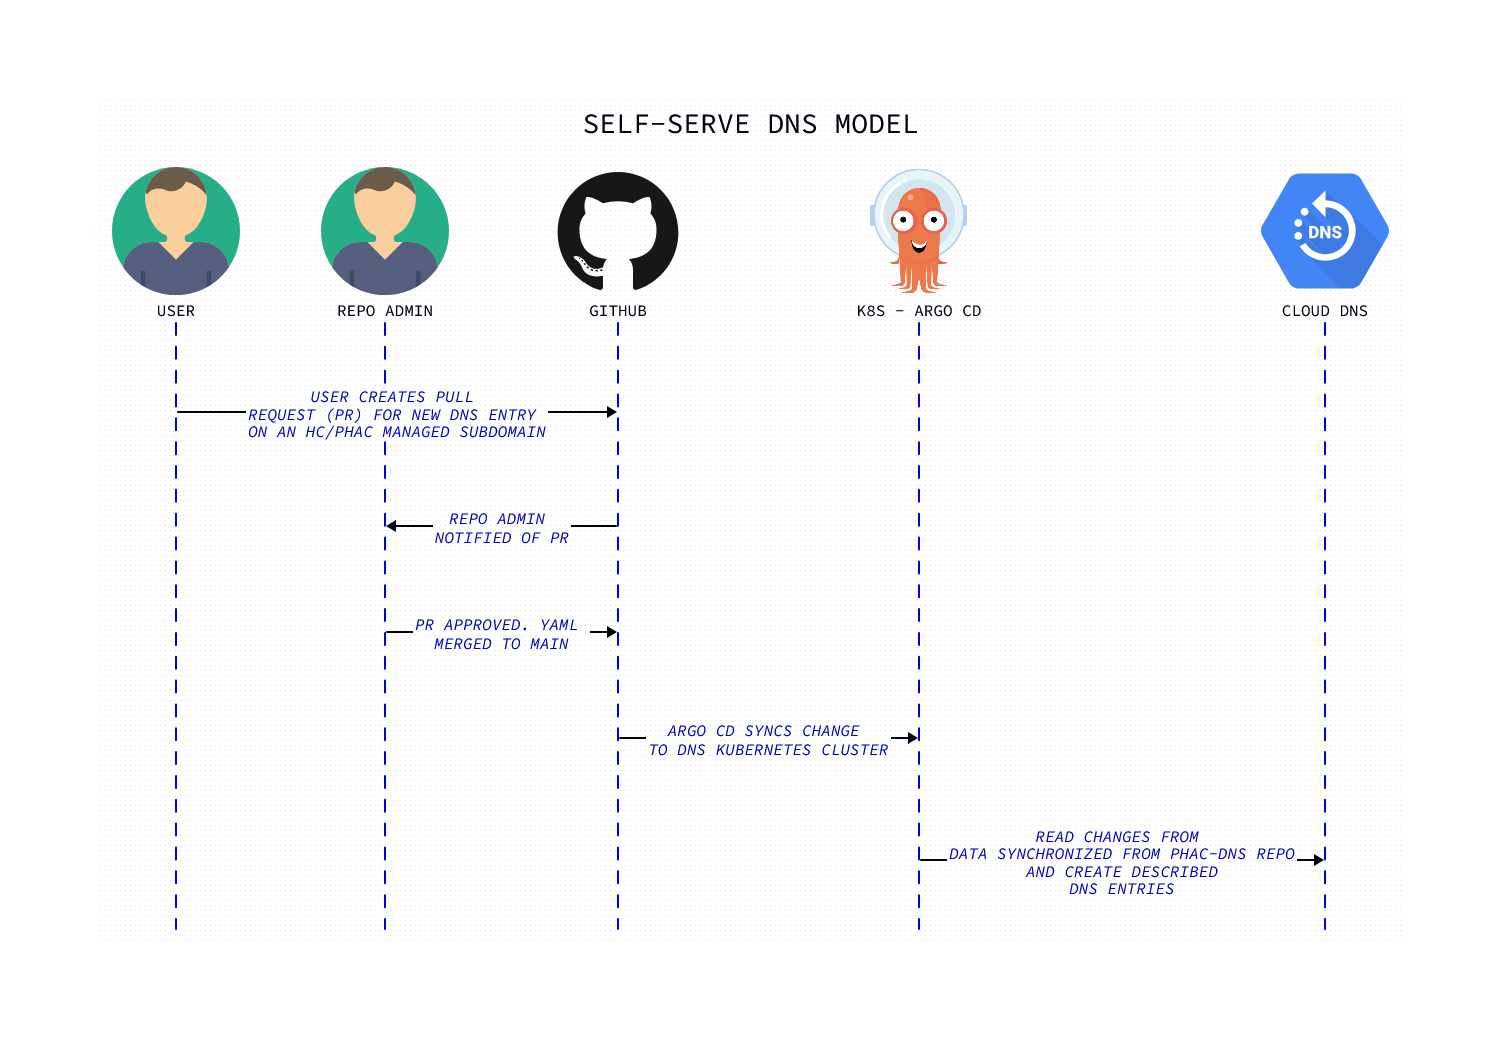 SELF-SERVE DNS MODEL
DNS
USER
REPO ADMIN
GITHUB
K8S - ARGO CD
CLOUD DNS
USER CREATES PULL
REQUEST (PR) FOR NEW DNS ENTRY
ON AN HC/PHAC MANAGED SUBDOMAIN
REPO ADMIN
NOTIFIED OF PR
PR APPROVED. YAML
MERGED TO MAIN
ARGO CD SYNCS CHANGE
TO DNS KUBERNETES CLUSTER
READ CHANGES FROM
DATA SYNCHRONIZED FROM PHAC-DNS REPO
AND CREATE DESCRIBED
DNS ENTRIES